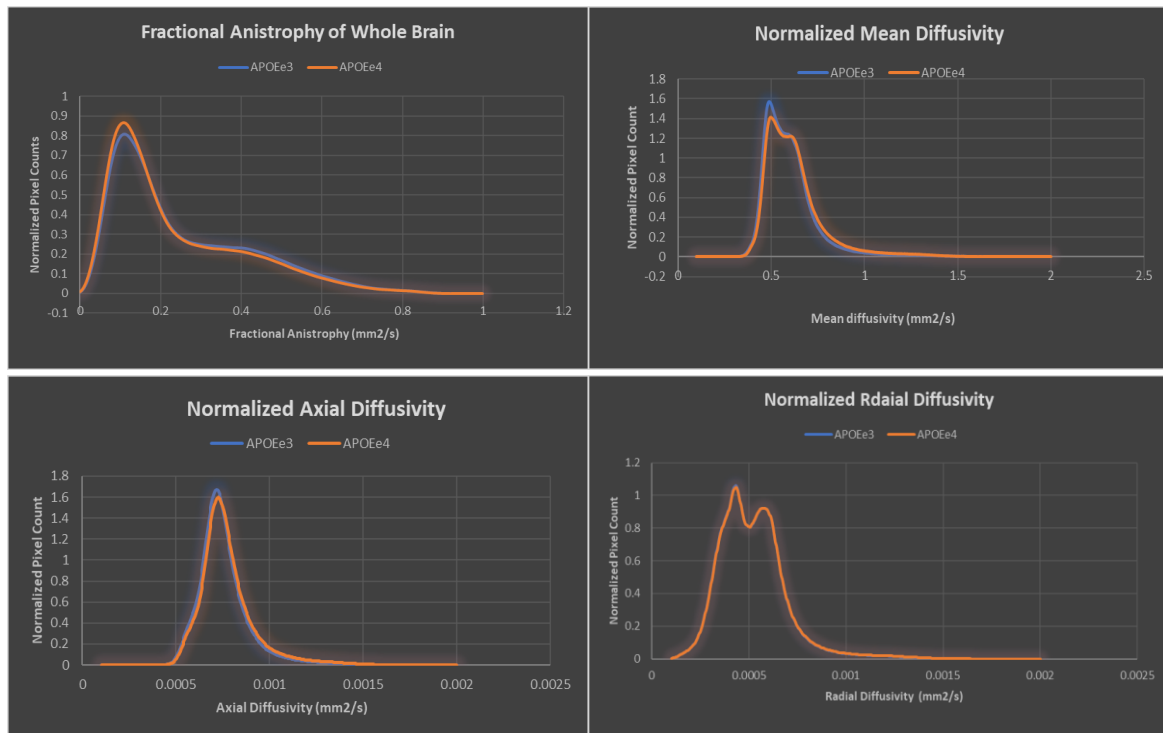 Fractional Anistrophy of Whole Brain
APOEe3 APOEe4
1
0.9
0.8
0.7
0.6
0.5
0.4
0.3
0.2
0.1
0
-0.1
Normalized Pixel Counts
0 0.2 0.4 0.6 0.8 1 1.2
Fractional Anistrophy (mm2/s)
Normalized Mean Diffusivity
APOEe3 APOEe4
1.8
1.6
1.4
1.2
1
0.8
0.6
0.4
0.2
0
-0.2
Normalized Pixel Count
0 0.5 1 1.5 2 2.5
Mean diffusivity (mm2/s)
Normalized Axial Diffusivity
APOEe3 APOEe4
1.8
1.6
1.4
1.2
1
0.8
0.6
0.4
0.2
0
Normalized Pixel Count
0 0.0005 0.001 0.0015 0.002 0.0025
Axial Diffusivity (mm2/s)
Normalized Rdaial Diffusivity
APOEe3 APOEe4
1.2
1
0.8
0.6
0.4
0.2
0
Normalized Pixel Count
0 0.0005 0.001 0.0015 0.002 0.0025
Radial Diffusivity (mm2/s)